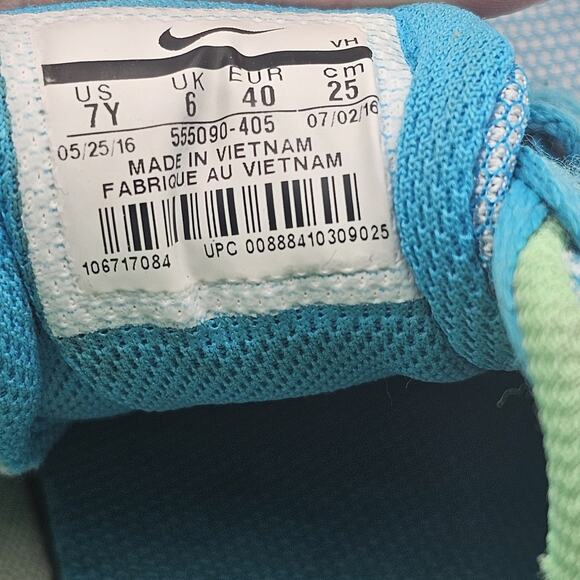 VH
US UK EUR cm
7Y 6 40 25
05/25/16 555090-405 07/02/16
MADE IN VIETNAM
FABRIQUE AU VIETNAM
106717084 UPC 00888410309025